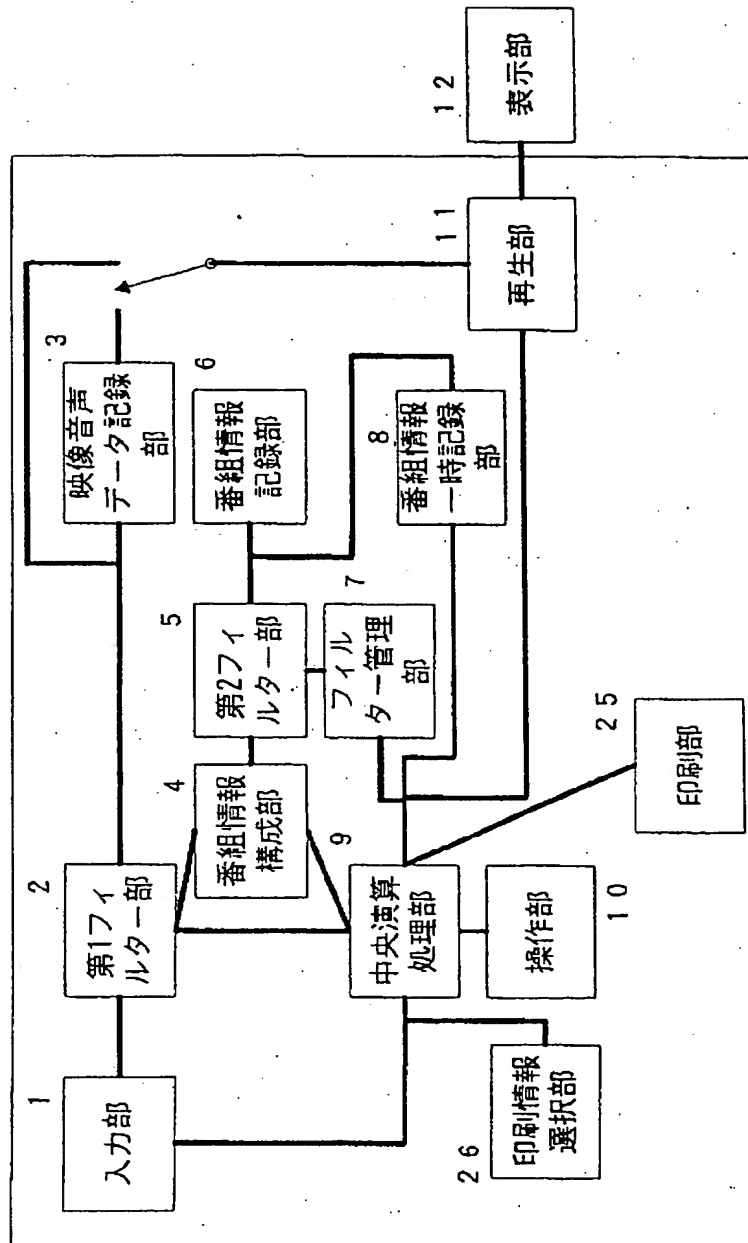 1
入力部
2
第1フィ
ルター部
3
映像音声
データ記録
部
4
番組情報
構成部
5
第2フィ
ルター部
6
番組情報
記録部
7
フィル
ター管理
部
8
番組情報
一時記録
部
9
中央演算
処理部
10
操作部
11
再生部
12
表示部
25
印刷部
26
印刷情報
選択部